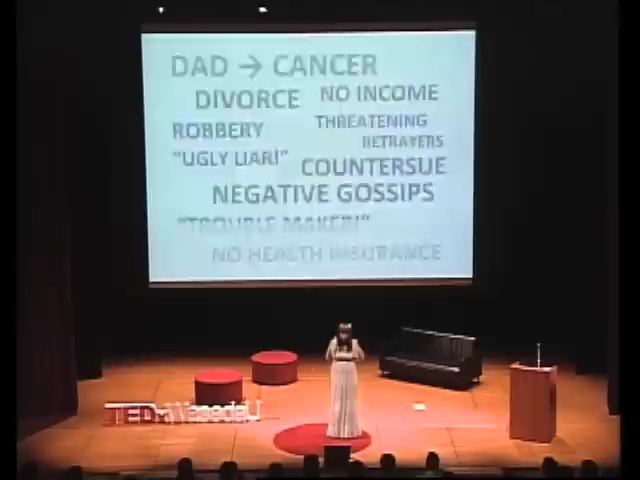 DAD → CANCER
DIVORCE NO INCOME
ROBBERY THREATENING
BETRAYERS
"UGLY LIAR!" COUNTERSUE
NEGATIVE GOSSIPS
"TROUBLE MAKER!"
NO HEALTH INSURANCE
TEDxWasedaU